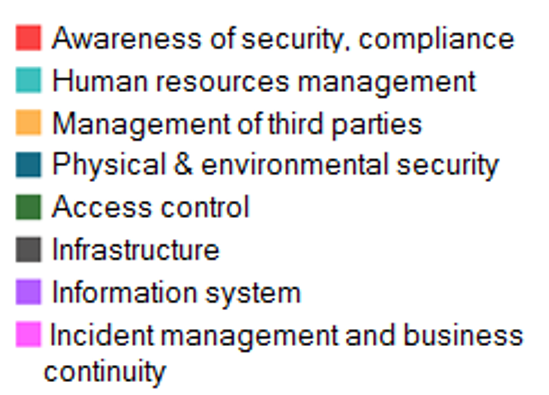 Awareness of security, compliance
Human resources management
Management of third parties
Physical & environmental security
Access control
Infrastructure
Information system
Incident management and business
continuity